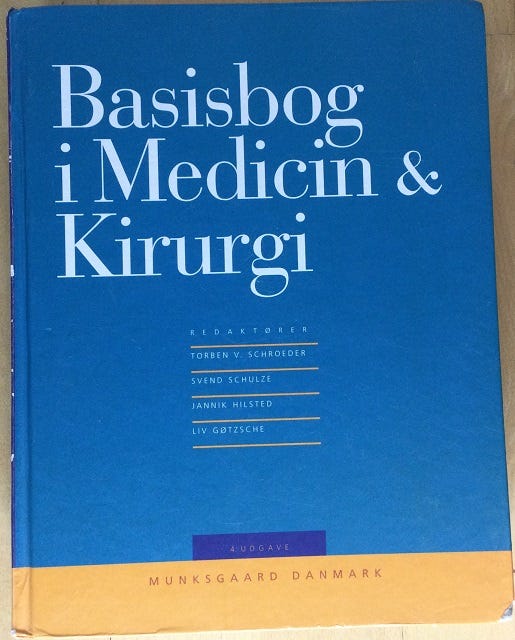 Basisbog
i Medicin &
Kirurgi
REDAKTØRER
TORBEN V. SCHROEDER
SVEND SCHULZE
JANNIK HILSTED
LIV GØTZSCHE
4. UDGAVE
MUNKSGAARD DANMARK